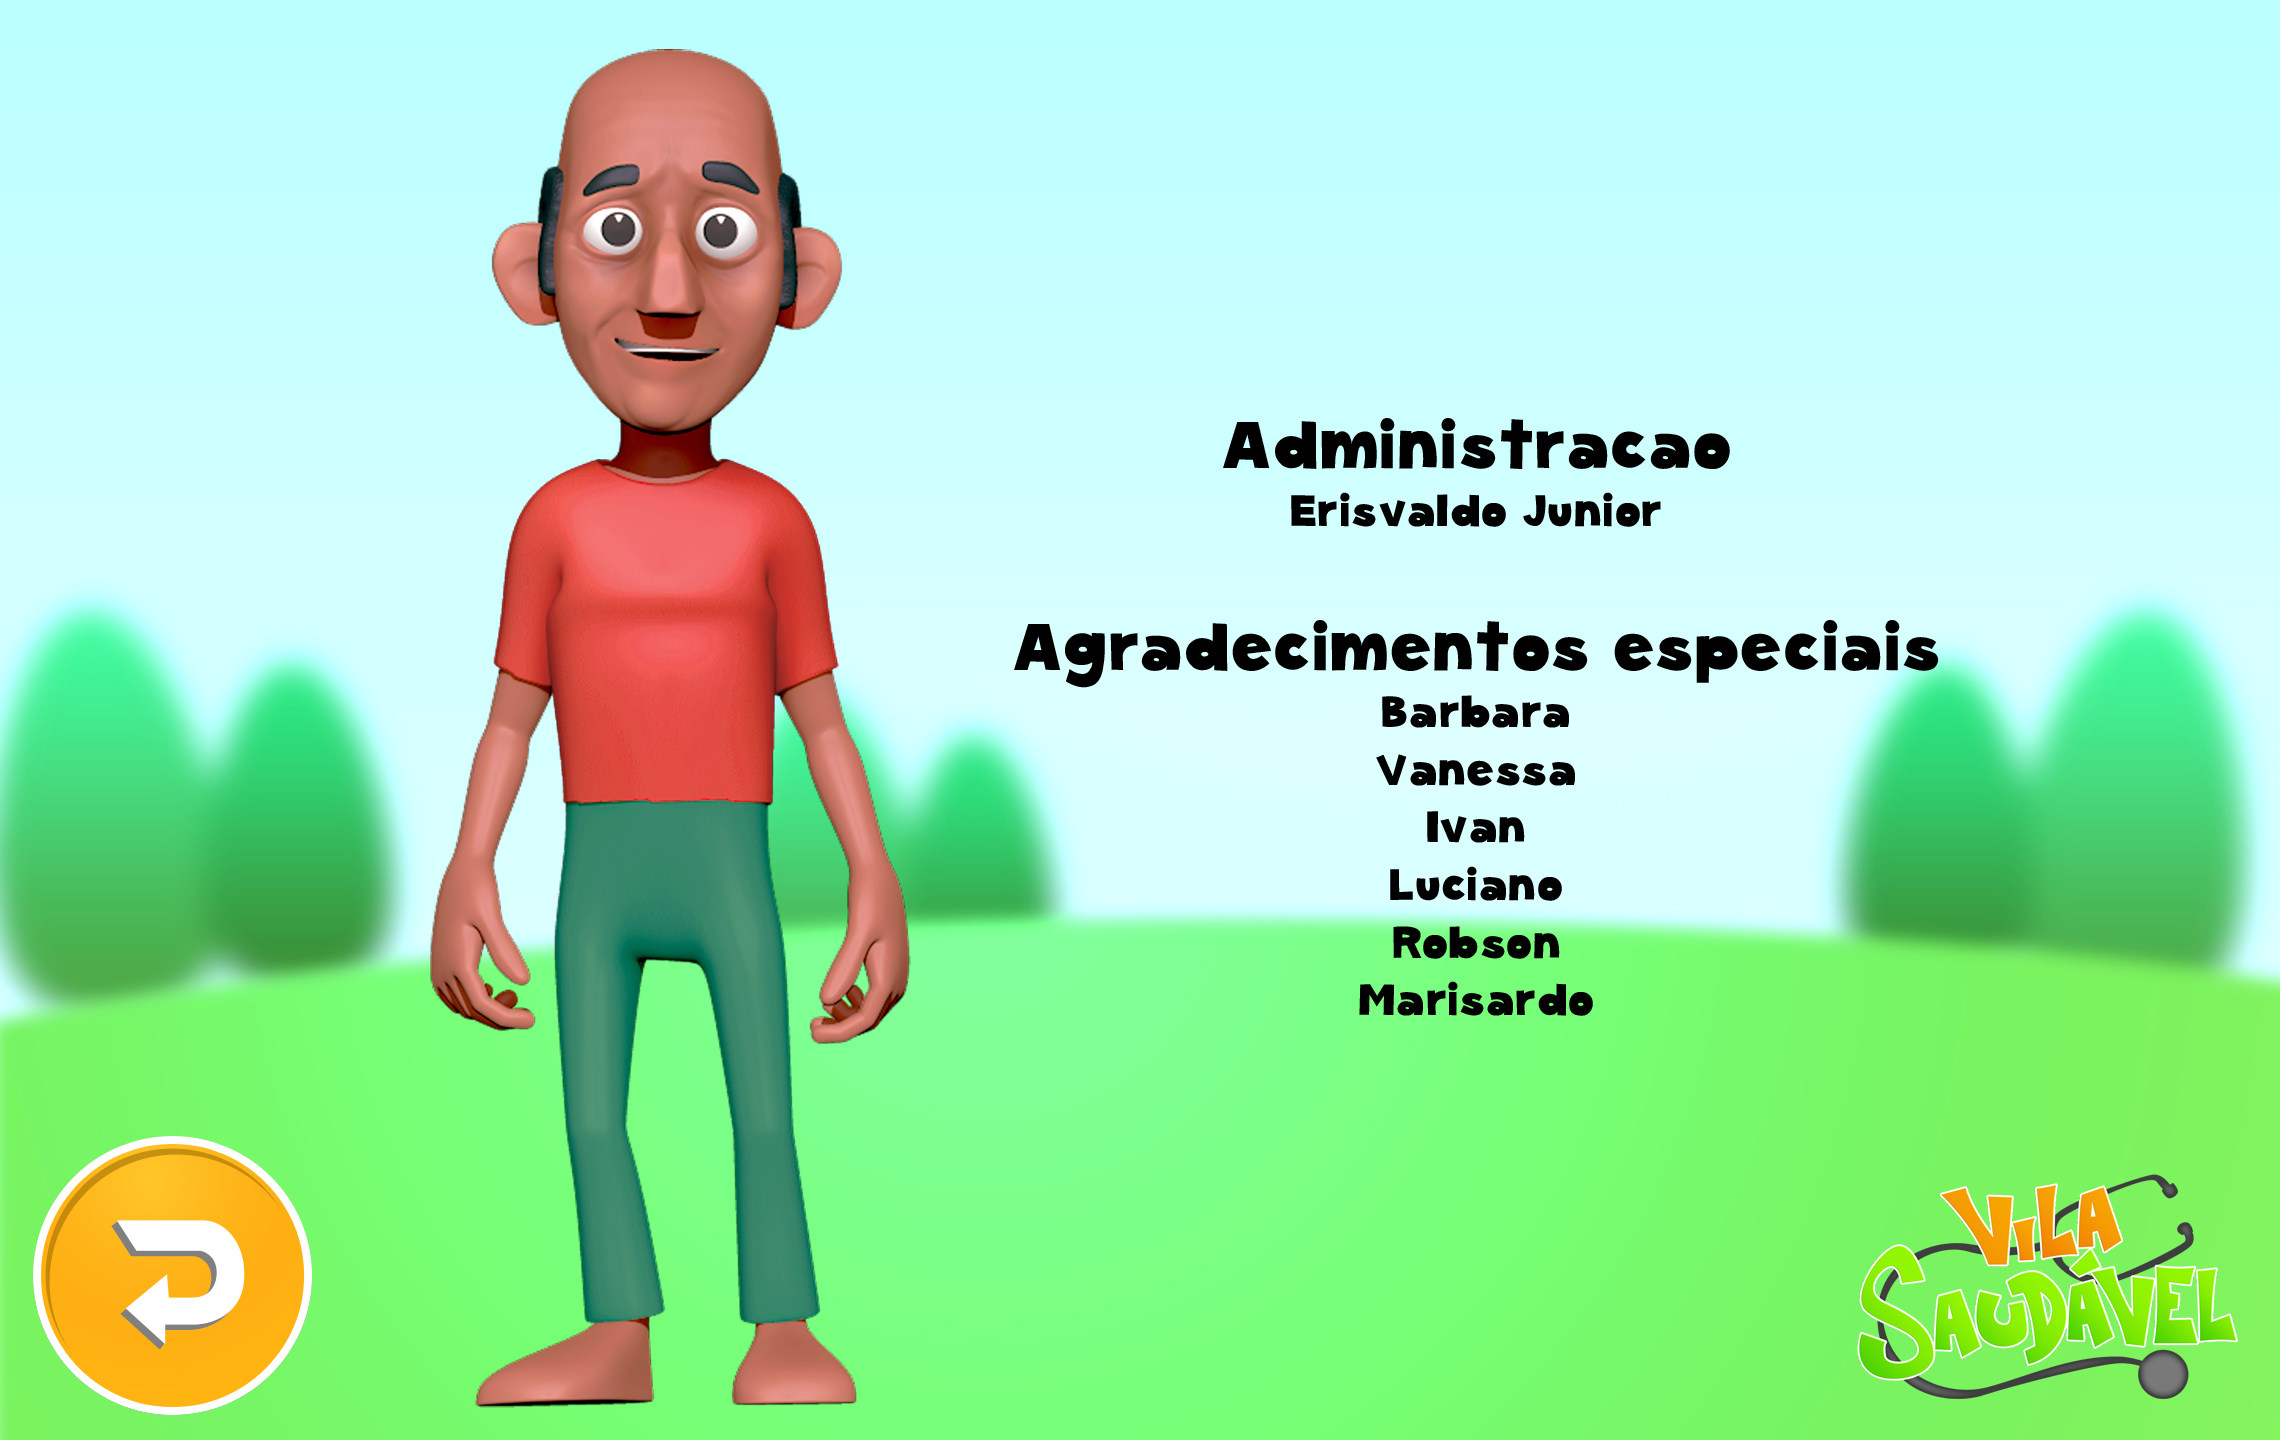 Administracao
Erisvaldo Junior
Agradecimentos especiais
Barbara
Vanessa
Ivan
Luciano
Robson
Marisardo
VILA
SAUDÁVEL